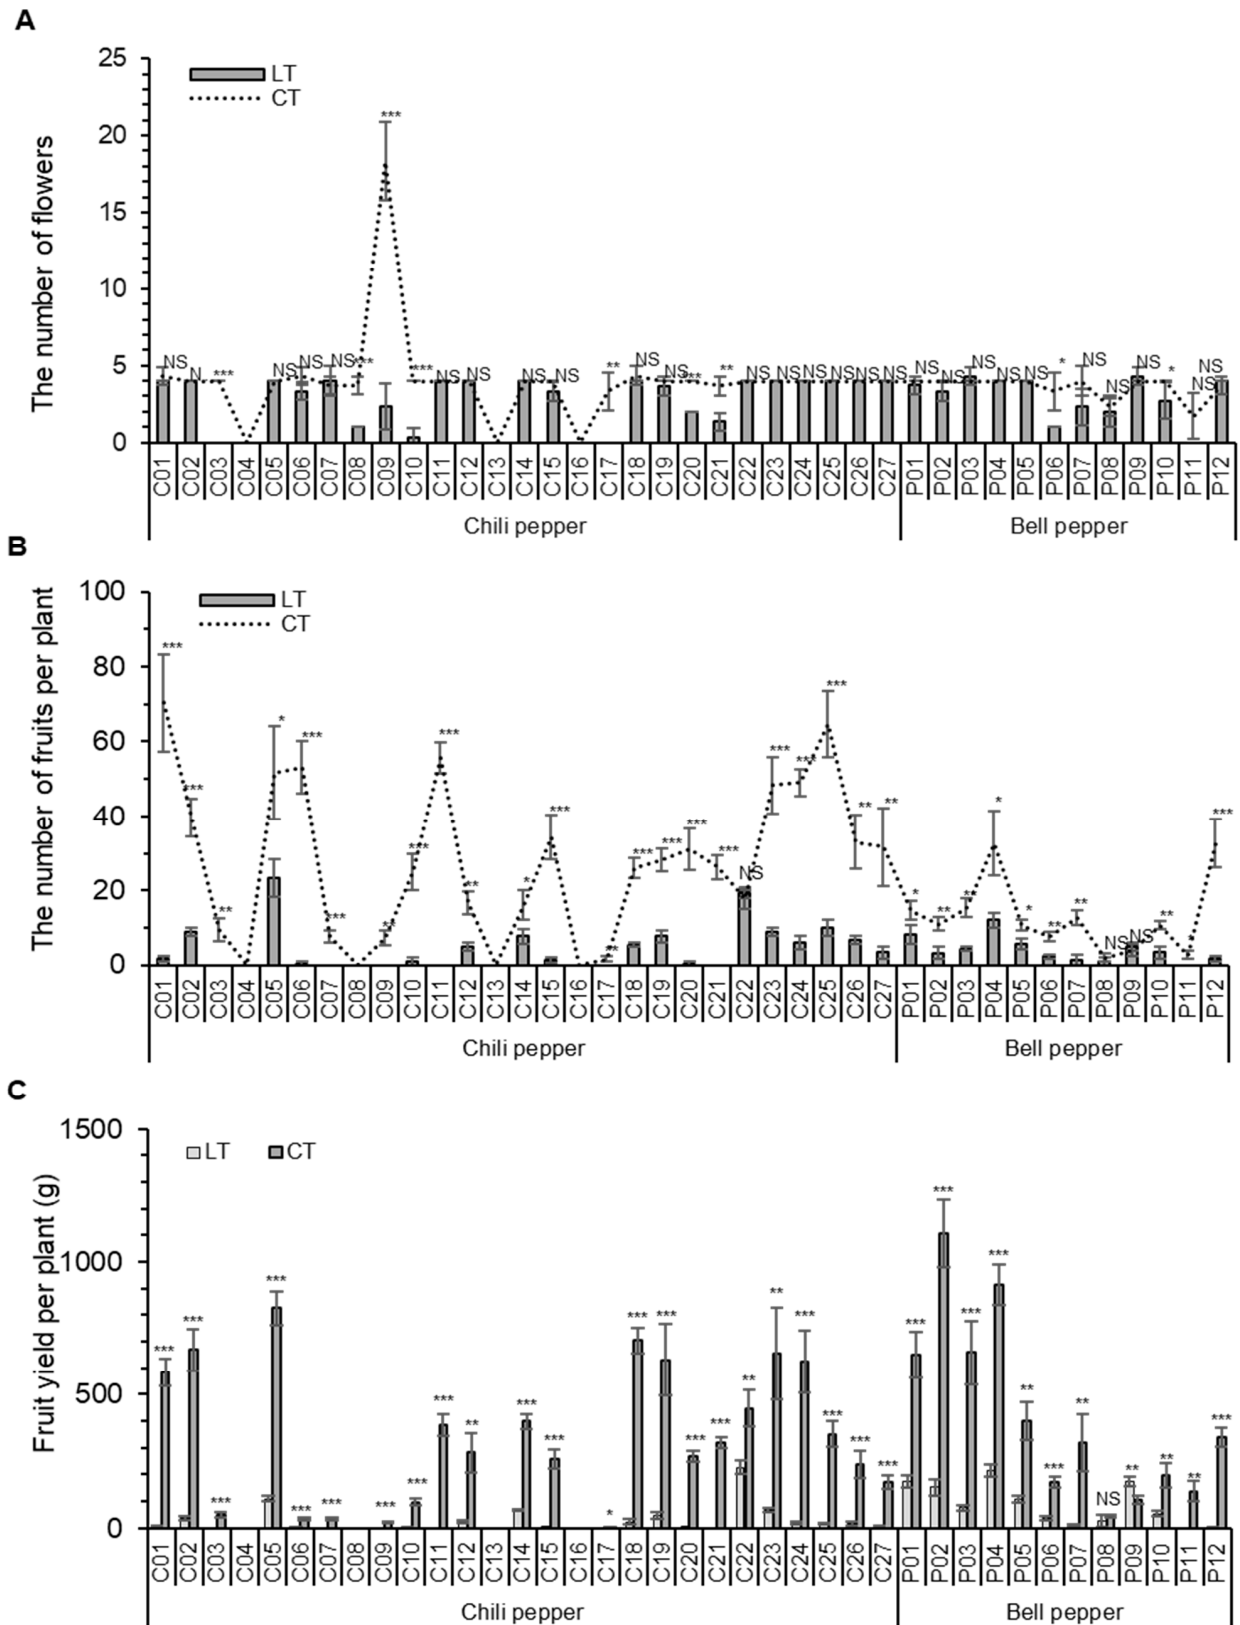 A
The number of flowers
25
20
15
10
5
0
LT
CT
***
NS N *** NS NS NS *** *** NS NS NS NS ** NS NS *** ** NS NS NS NS NS NS NS NS NS NS NS * NS NS NS * NS NS
C01 C02 C03 C04 C05 C06 C07 C08 C09 C10 C11 C12 C13 C14 C15 C16 C17 C18 C19 C20 C21 C22 C23 C24 C25 C26 C27 P01 P02 P03 P04 P05 P06 P07 P08 P09 P10 P11 P12
Chili pepper Bell pepper
B
The number of fruits per plant
100
80
60
40
20
0
LT
CT
*** *** ** * *** *** ** *** *** ** * *** ** *** *** *** *** NS *** *** *** ** ** * ** ** * * ** ** NS NS ** ***
C01 C02 C03 C04 C05 C06 C07 C08 C09 C10 C11 C12 C13 C14 C15 C16 C17 C18 C19 C20 C21 C22 C23 C24 C25 C26 C27 P01 P02 P03 P04 P05 P06 P07 P08 P09 P10 P11 P12
Chili pepper Bell pepper
C
Fruit yield per plant (g)
1500
1000
500
0
LT CT
*** *** *** *** *** *** *** *** *** ** *** *** * *** *** *** *** ** ** *** *** *** *** *** *** *** *** ** *** ** NS ** ** ** ***
C01 C02 C03 C04 C05 C06 C07 C08 C09 C10 C11 C12 C13 C14 C15 C16 C17 C18 C19 C20 C21 C22 C23 C24 C25 C26 C27 P01 P02 P03 P04 P05 P06 P07 P08 P09 P10 P11 P12
Chili pepper Bell pepper